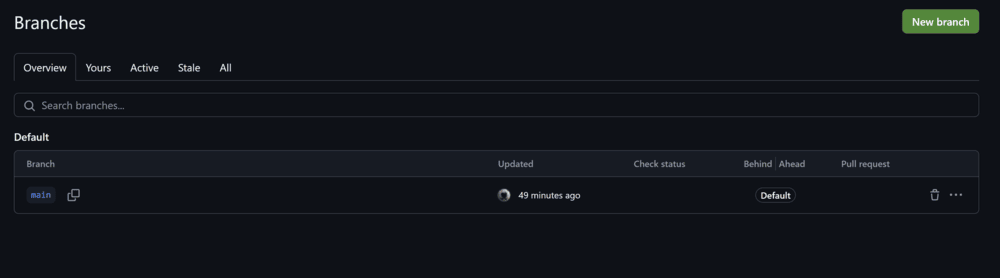 Branches
New branch
Overview Yours Active Stale All
Search branches...
Default
Branch Updated Check status Behind Ahead Pull request
main 49 minutes ago Default